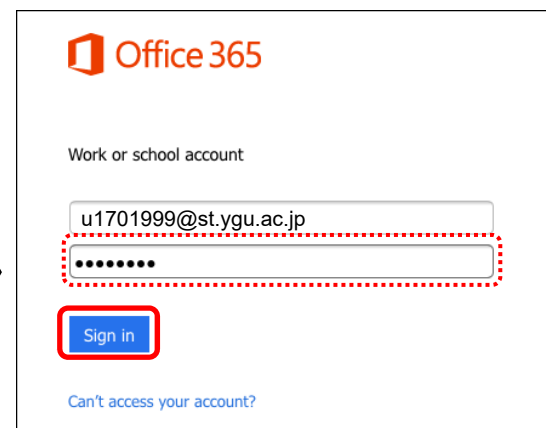 Office 365
Work or school account
u1701999@st.ygu.ac.jp
••••••••
Sign in
Can't access your account?